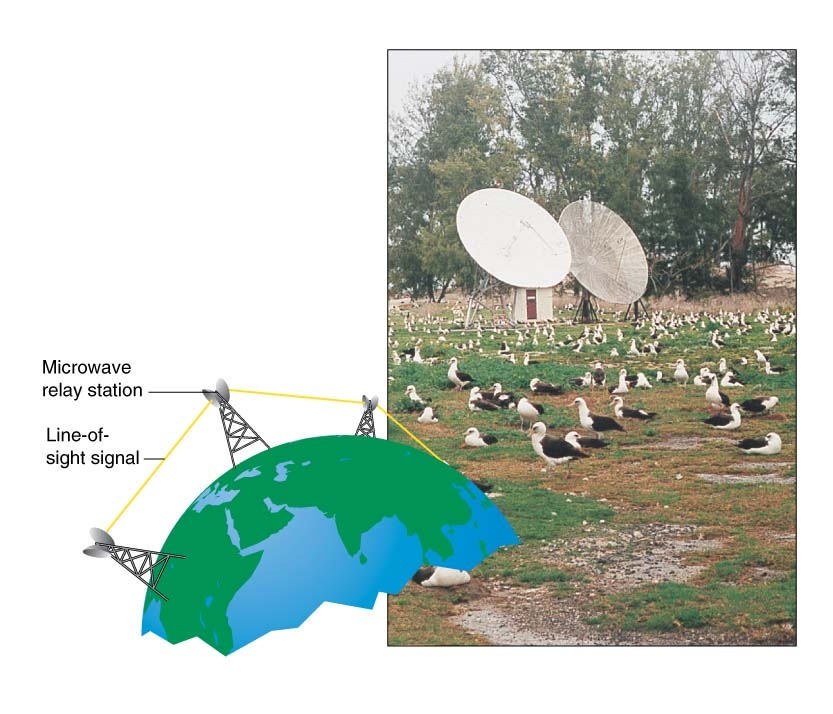 Microwave
relay station
Line-of-
sight signal